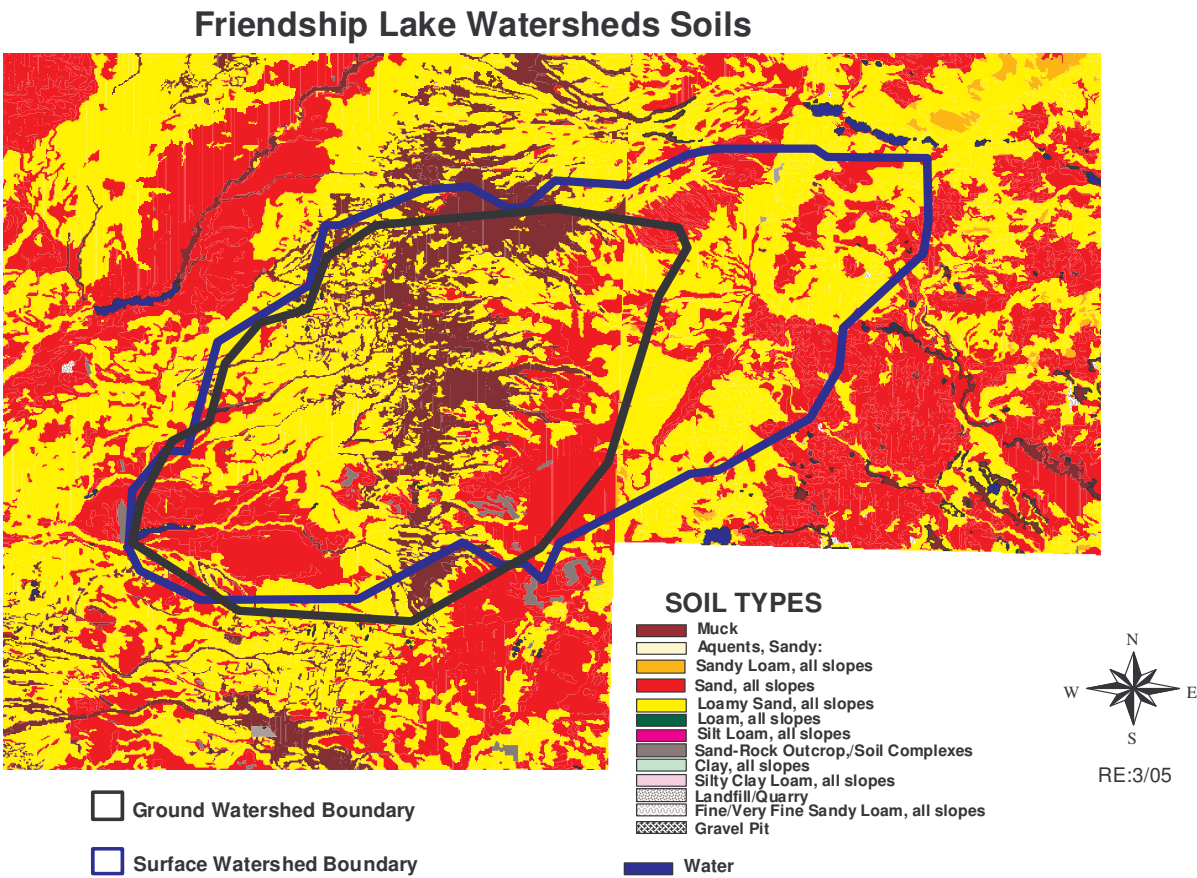 Friendship Lake Watersheds Soils
SOIL TYPES
Muck
Aquents, Sandy:
Sandy Loam, all slopes
Sand, all slopes
Loamy Sand, all slopes
Loam, all slopes
Silt Loam, all slopes
Sand-Rock Outcrop,/Soil Complexes
Clay, all slopes
Silty Clay Loam, all slopes
Landfill/Quarry
Fine/Very Fine Sandy Loam, all slopes
Gravel Pit
Water
N
W E
S
RE:3/05
Ground Watershed Boundary
Surface Watershed Boundary